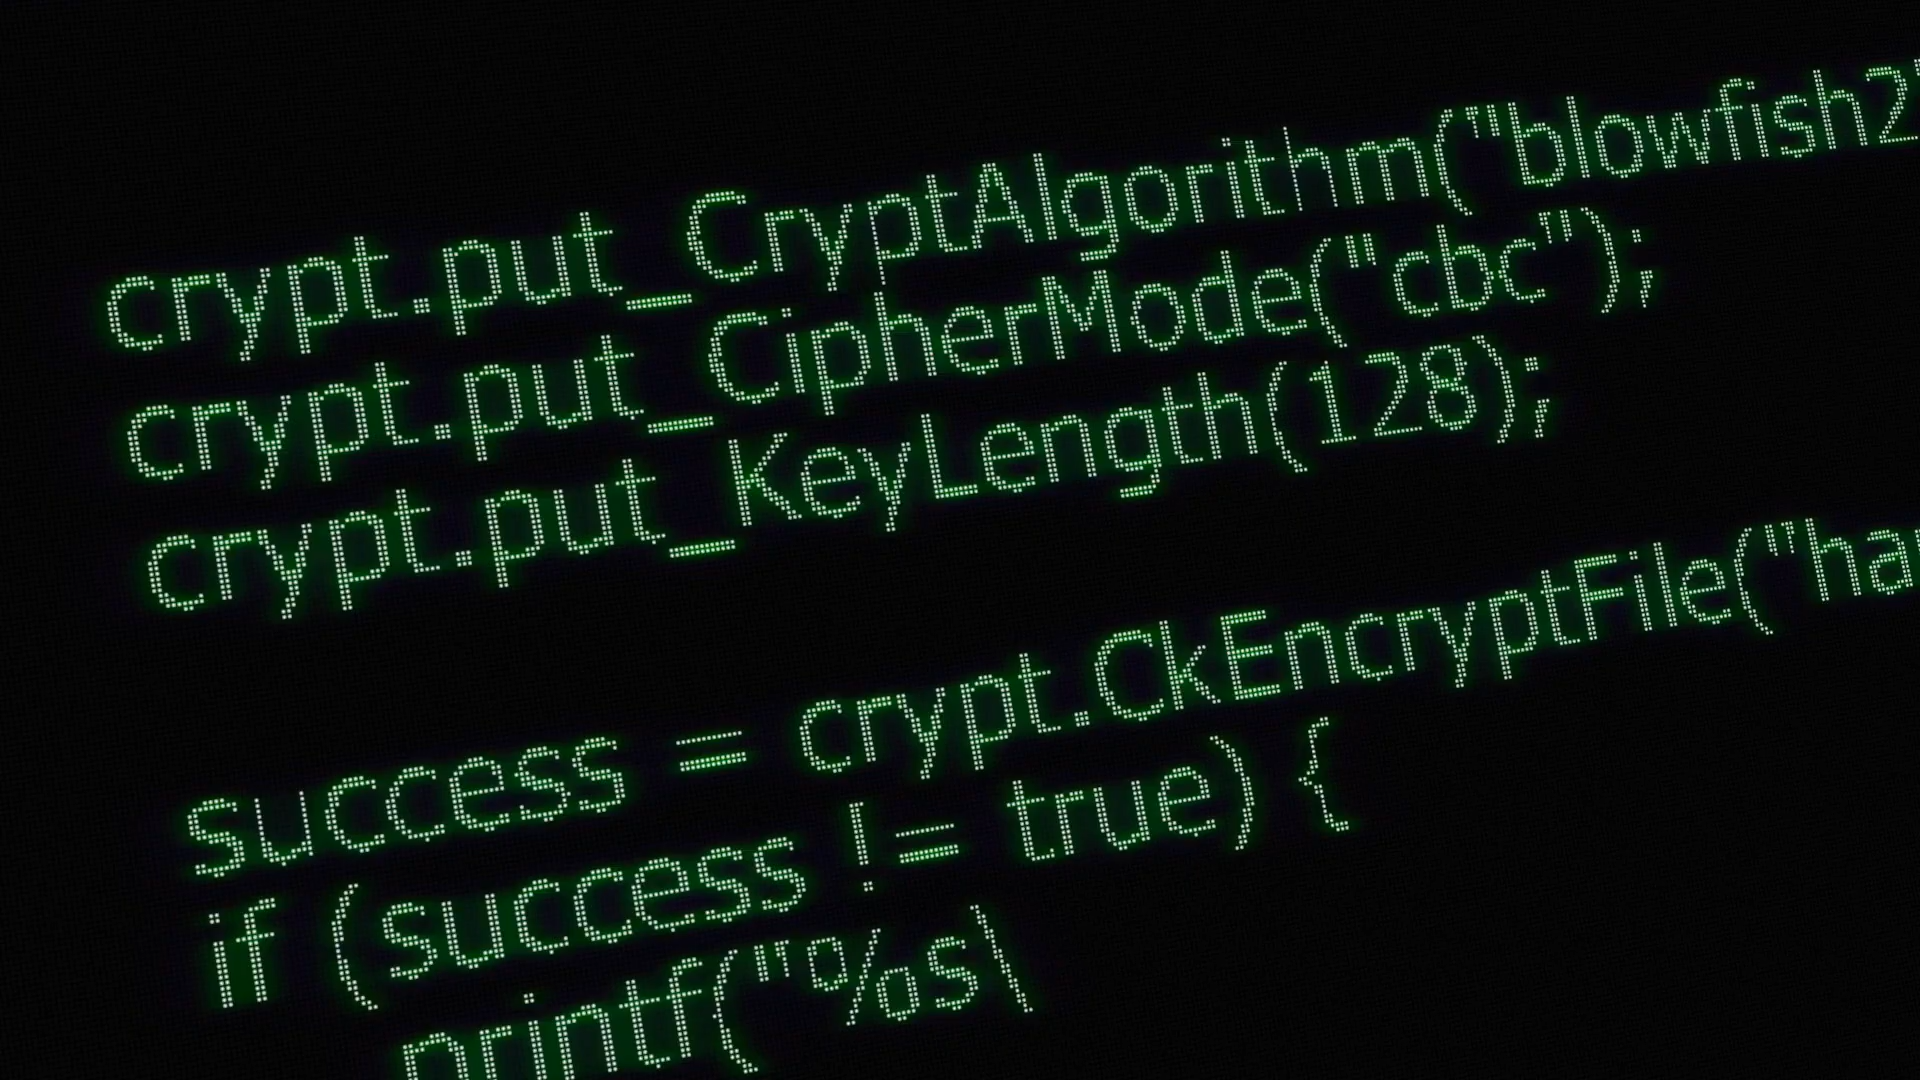 crypt.put_CryptAlgorithm("blowfish2"
crypt.put_CipherMode("cbc");
crypt.put_KeyLength(128);
success = crypt.CkEncryptFile("ha
if (success != true) {
printf("%s\